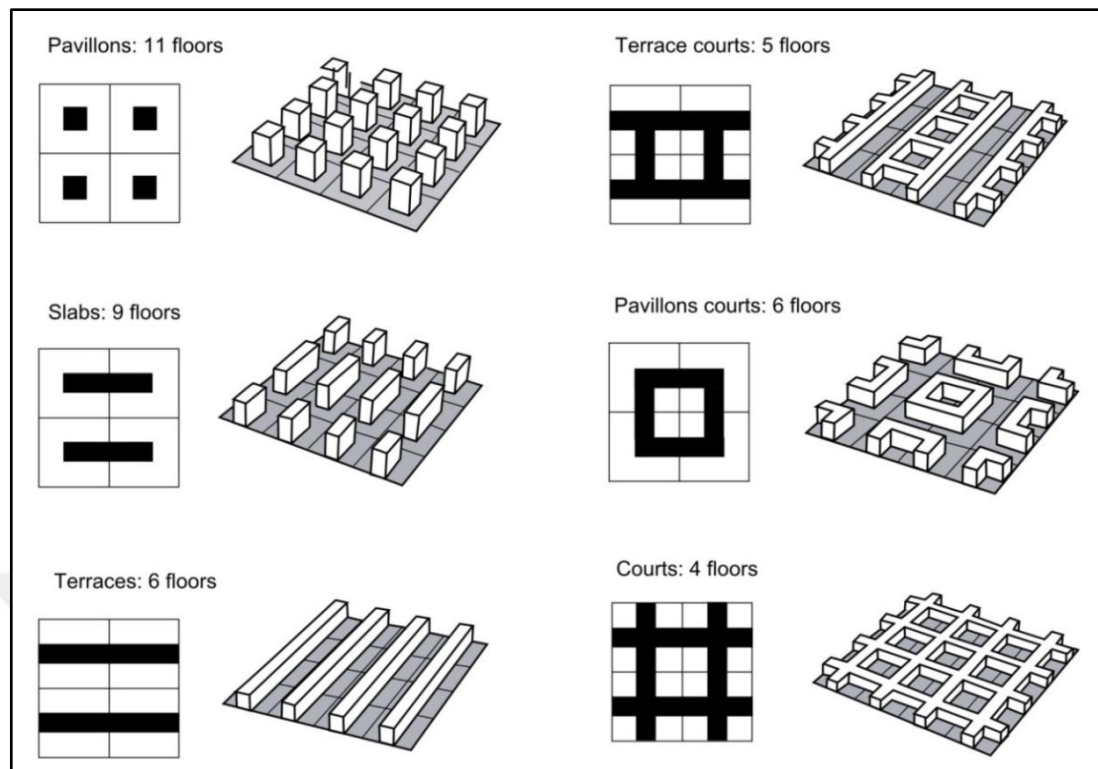 Pavillons: 11 floors
Terrace courts: 5 floors
Slabs: 9 floors
Pavillons courts: 6 floors
Terraces: 6 floors
Courts: 4 floors